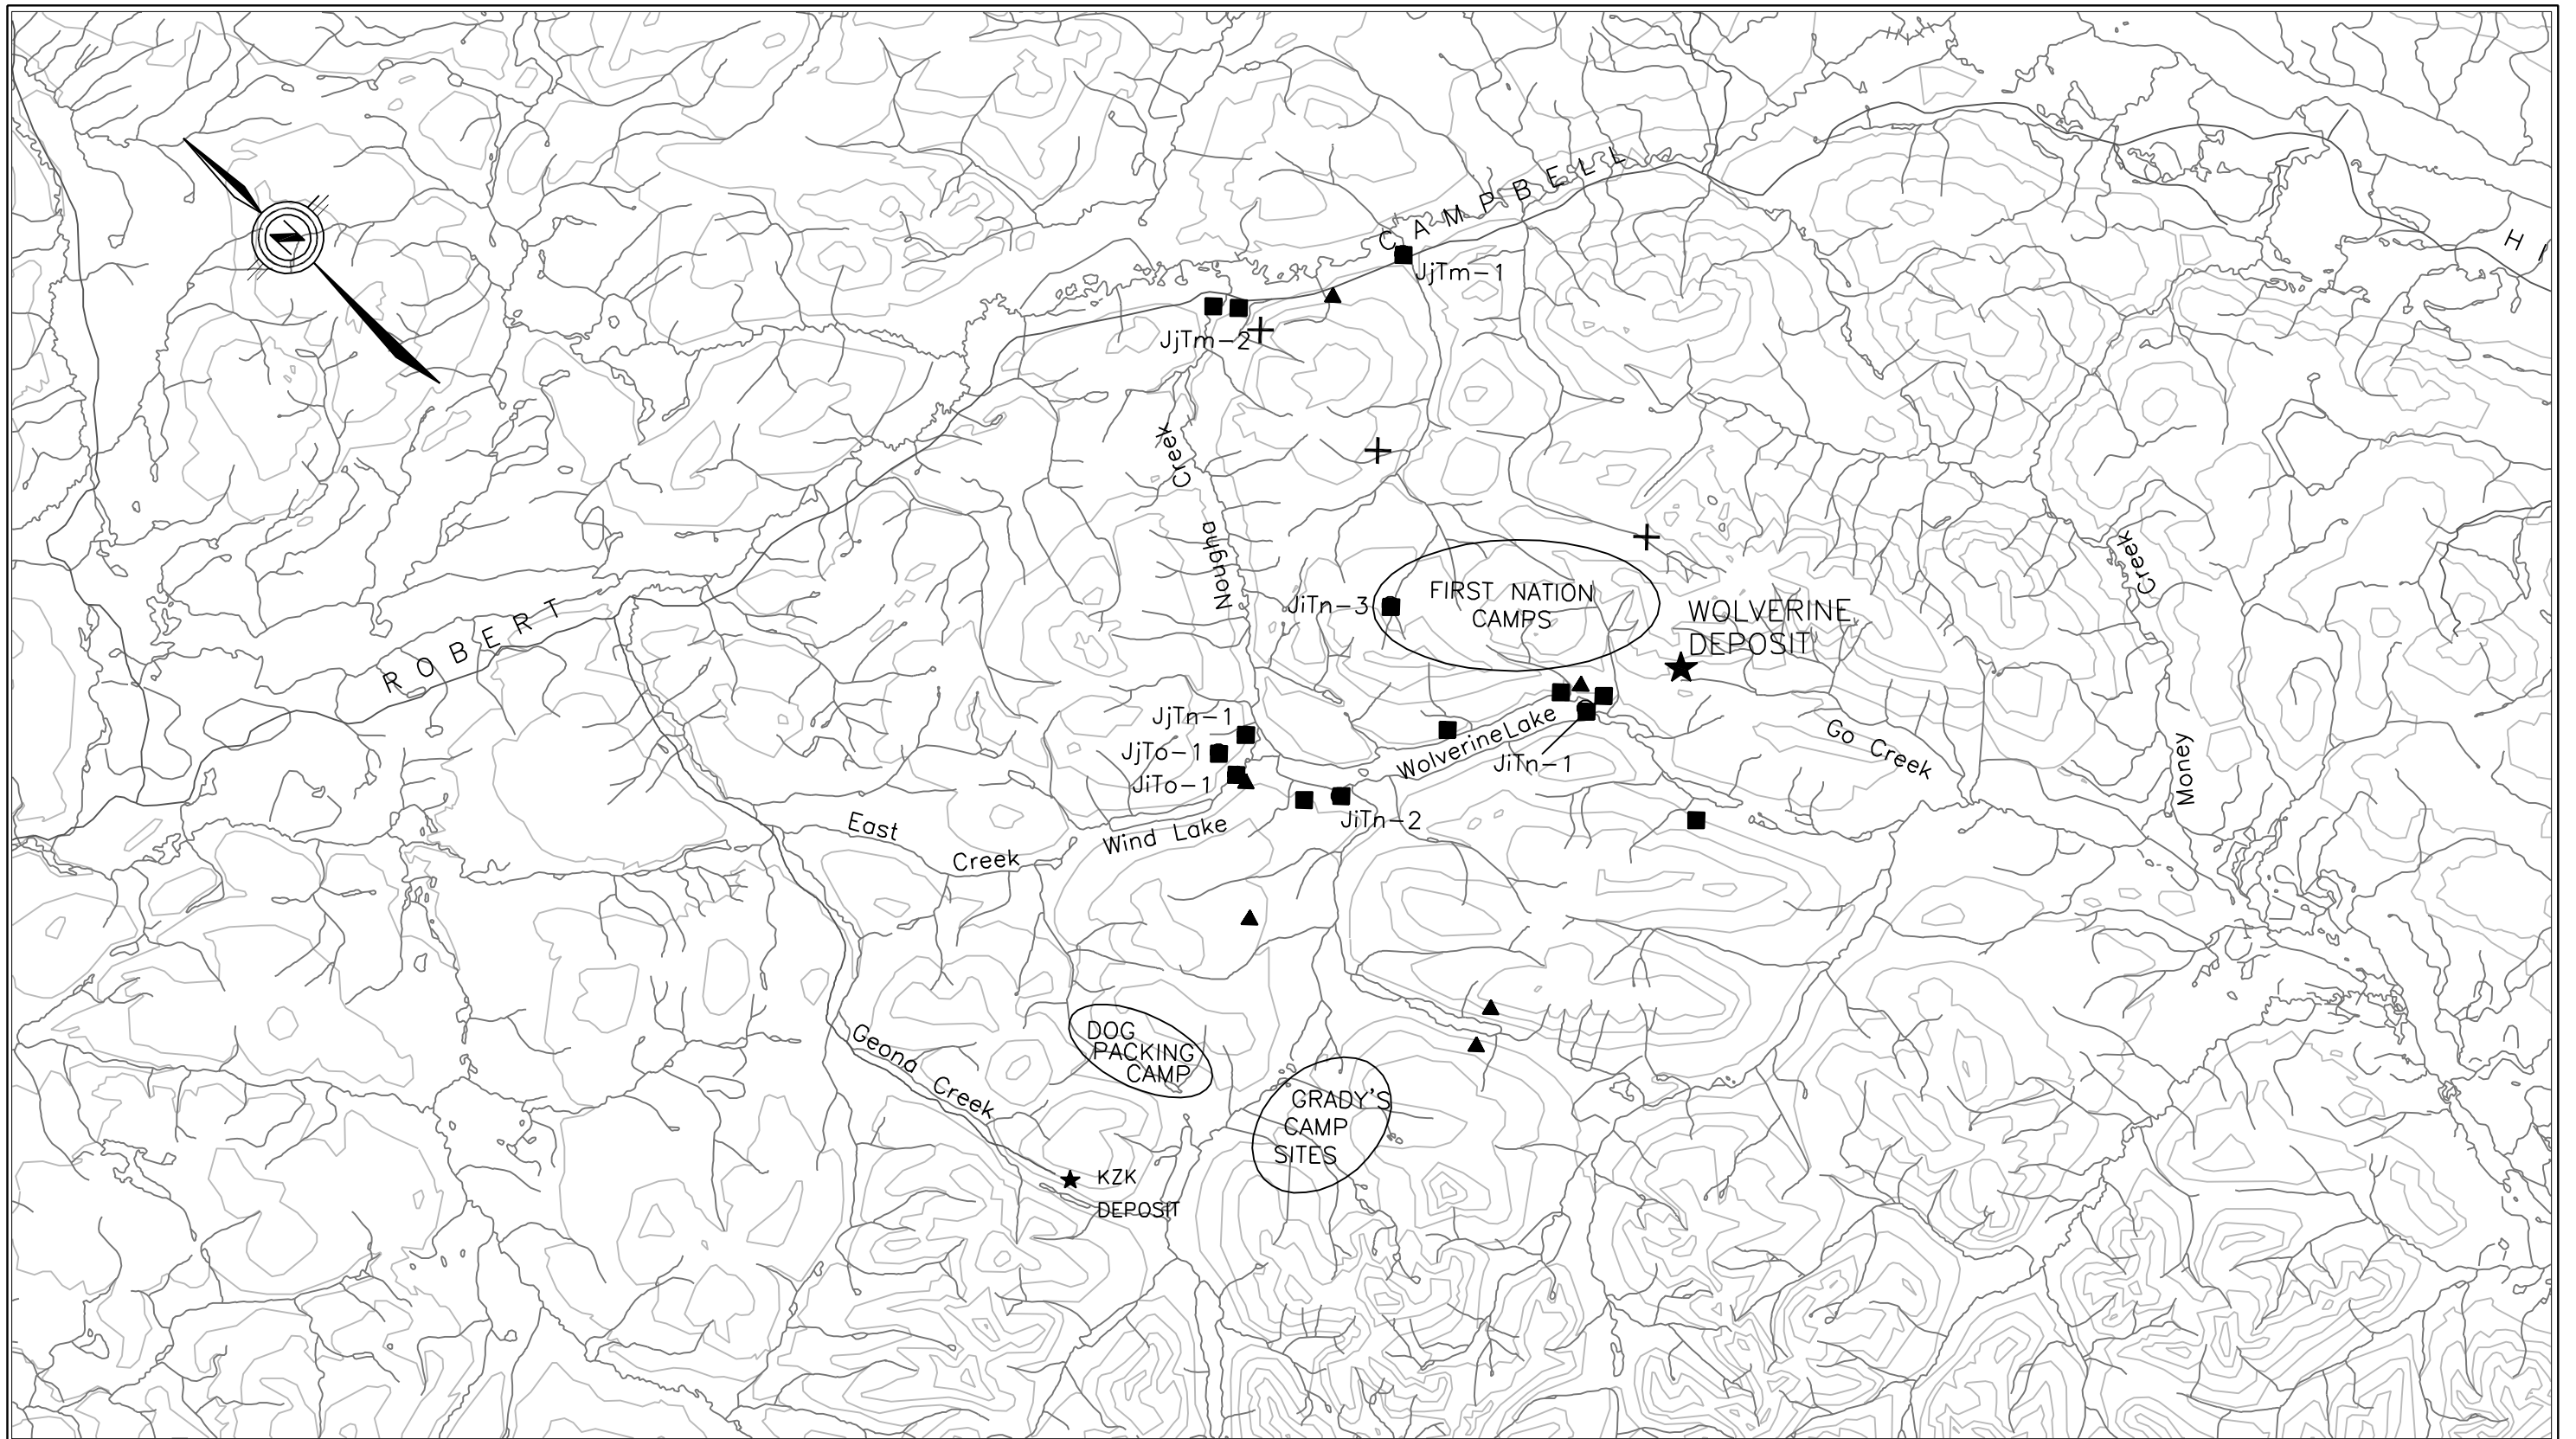 CAMPBELL
HI
JjTm-1
JjTm-2
Creek
Nougha
ROBERT
JiTn-3
FIRST NATION
CAMPS
WOLVERINE
DEPOSIT
Creek
Money
JjTn-1
JjTo-1
JiTo-1
Wolverine Lake
JiTn-1
Go Creek
JiTn-2
Wind Lake
East
Creek
DOG
PACKING
CAMP
Geona Creek
GRADY'S
CAMP
SITES
KZK
DEPOSIT